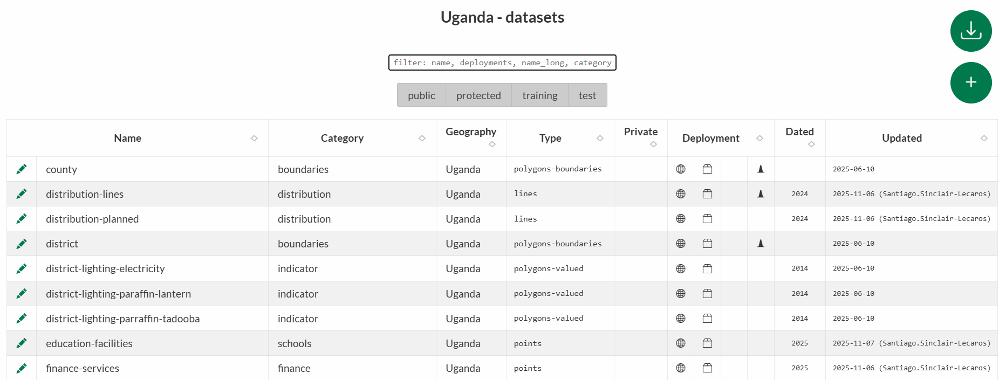 Uganda - datasets
filter: name, deployments, name_long, category
public protected training test
Name Category Geography Type Private Deployment Dated Updated
county boundaries Uganda polygons-boundaries 2025-06-10
distribution-lines distribution Uganda lines 2024 2025-11-06 (Santiago.Sinclair-Lecaros)
distribution-planned distribution Uganda lines 2024 2025-11-06 (Santiago.Sinclair-Lecaros)
district boundaries Uganda polygons-boundaries 2025-06-10
district-lighting-electricity indicator Uganda polygons-valued 2014 2025-06-10
district-lighting-paraffin-lantern indicator Uganda polygons-valued 2014 2025-06-10
district-lighting-parraffin-tadooba indicator Uganda polygons-valued 2014 2025-06-10
education-facilities schools Uganda points 2025 2025-11-07 (Santiago.Sinclair-Lecaros)
finance-services finance Uganda points 2025 2025-11-06 (Santiago.Sinclair-Lecaros)